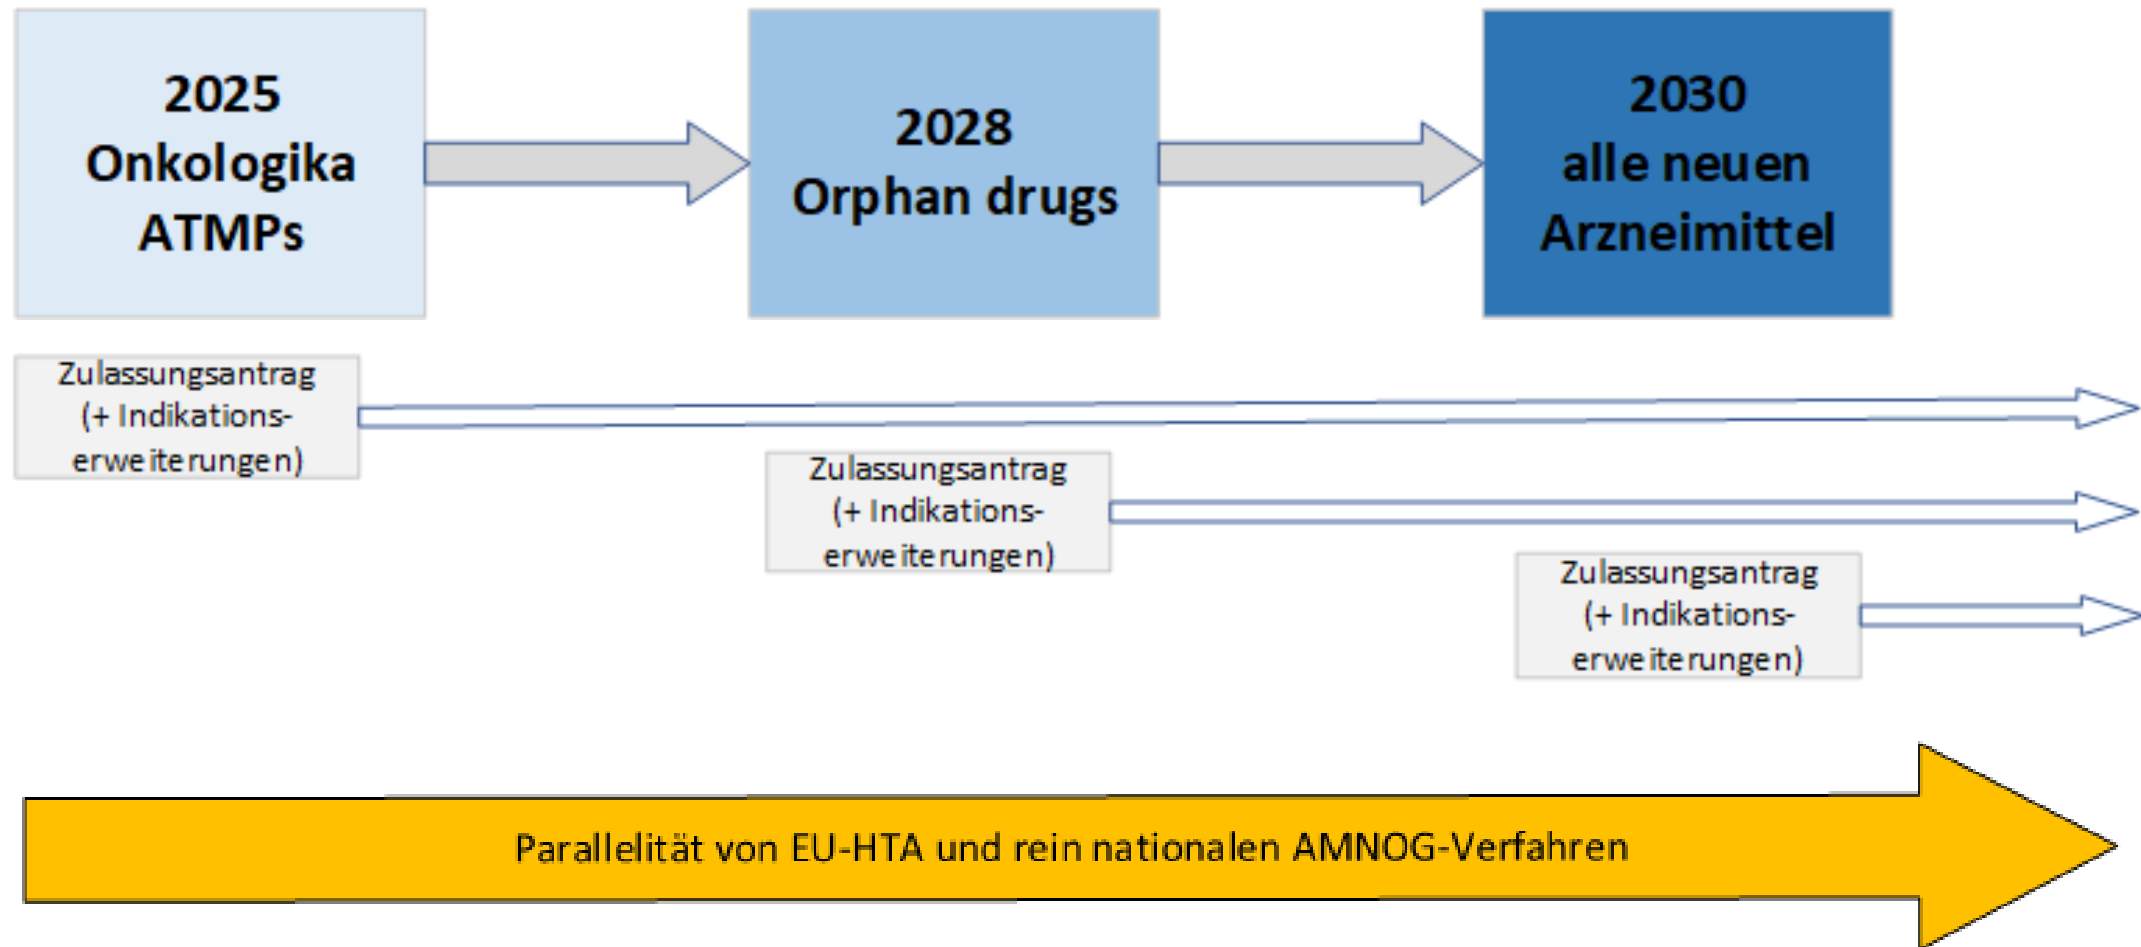 2025
Onkologika
ATMPs
2028
Orphan drugs
2030
alle neuen
Arzneimittel
Zulassungsantrag
(+ Indikations-
erweiterungen)
Zulassungsantrag
(+ Indikations-
erweiterungen)
Zulassungsantrag
(+ Indikations-
erweiterungen)
Parallelität von EU-HTA und rein nationalen AMNOG-Verfahren